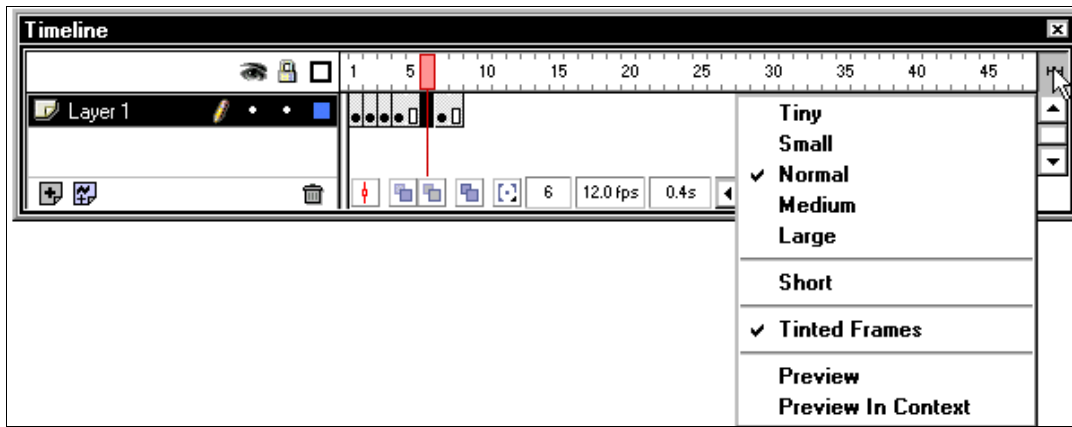 Timeline
1 5 10 15 20 25 30 35 40 45
Layer 1
6 12.0 fps 0.4s
Tiny
Small
Normal
Medium
Large
Short
Tinted Frames
Preview
Preview In Context